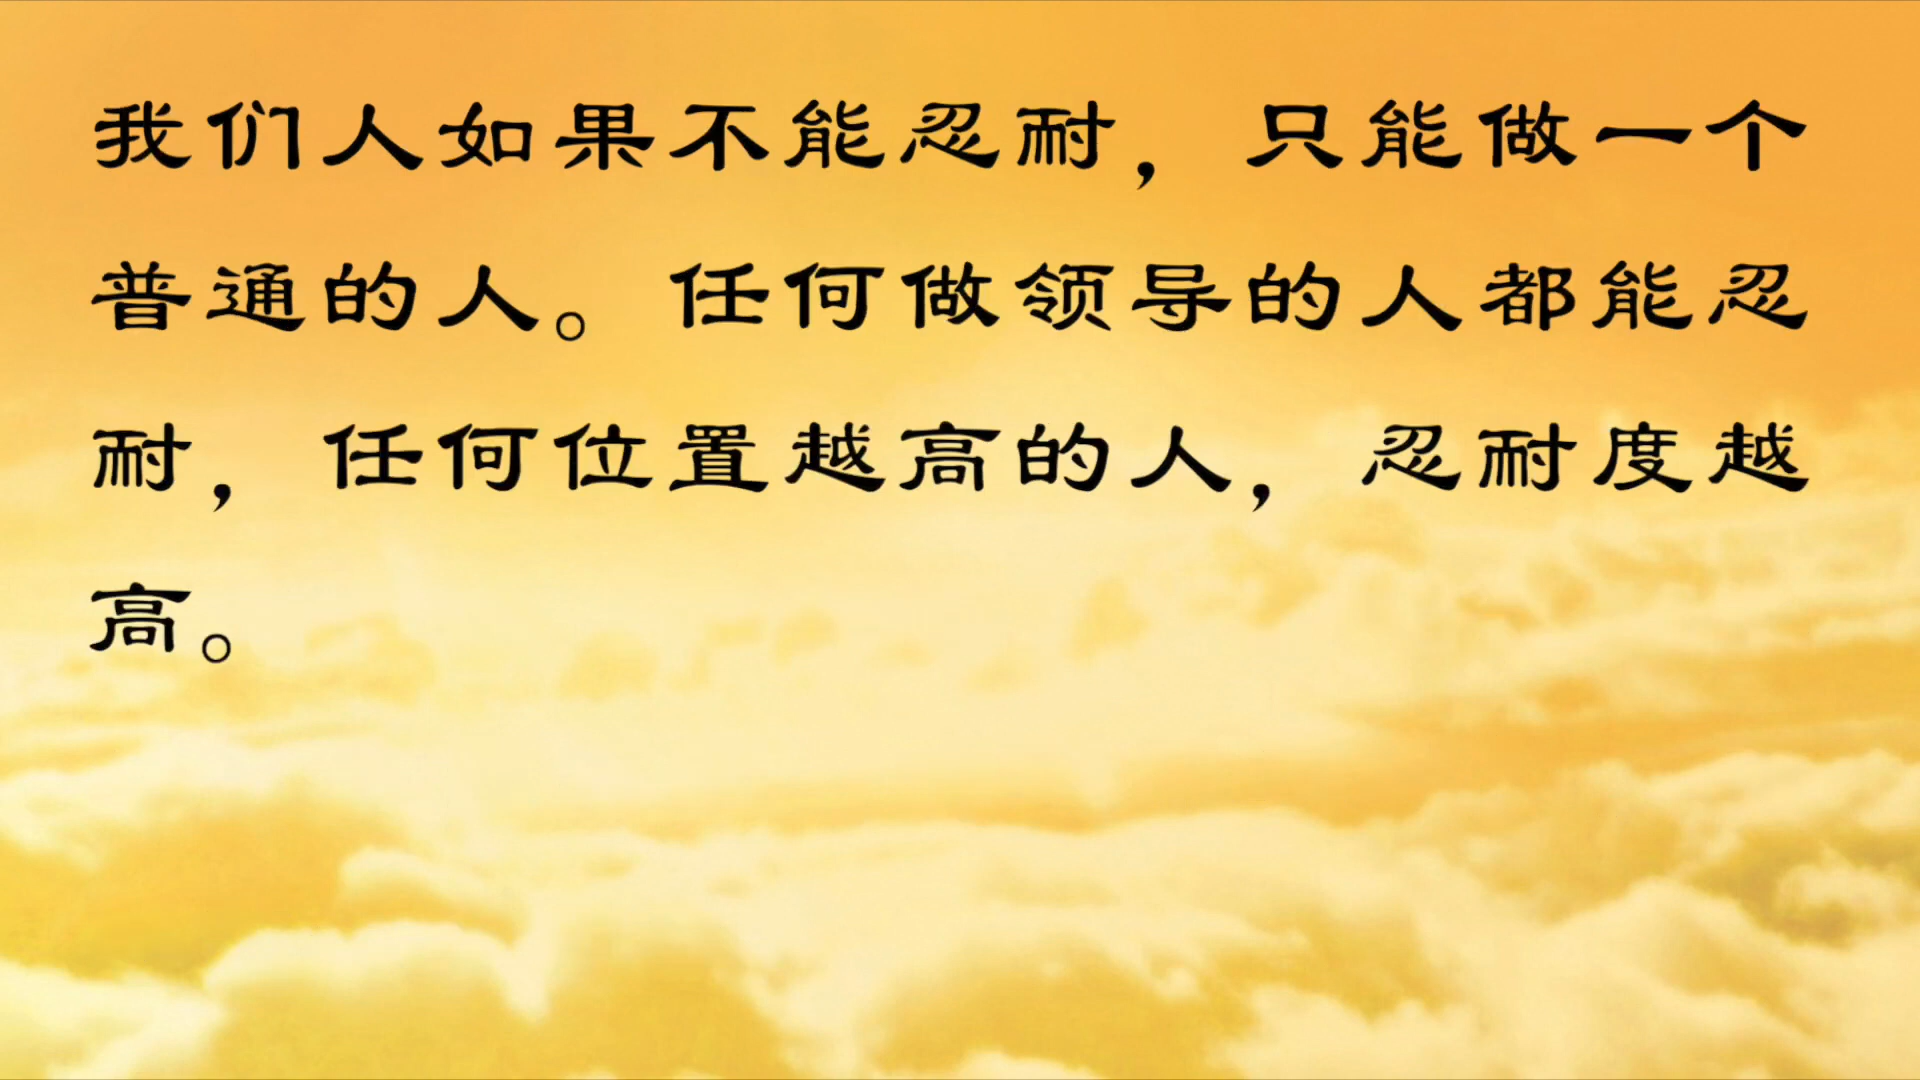 我们人如果不能忍耐，只能做一个
普通的人。任何做领导的人都能忍
耐，任何位置越高的人，忍耐度越
高。